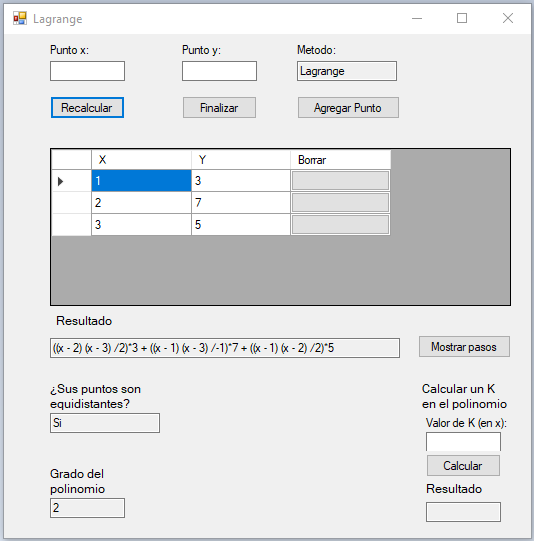 Lagrange
Punto x: Punto y: Metodo:
Lagrange
Recalcular Finalizar Agregar Punto
X Y Borrar
1 3
2 7
3 5
Resultado
((x - 2) (x - 3) /2)*3 + ((x - 1) (x - 3) /-1)*7 + ((x - 1) (x - 2) /2)*5
Mostrar pasos
¿Sus puntos son
equidistantes?
Si
Calcular un K
en el polinomio
Valor de K (en x):
Calcular
Grado del
polinomio
2
Resultado